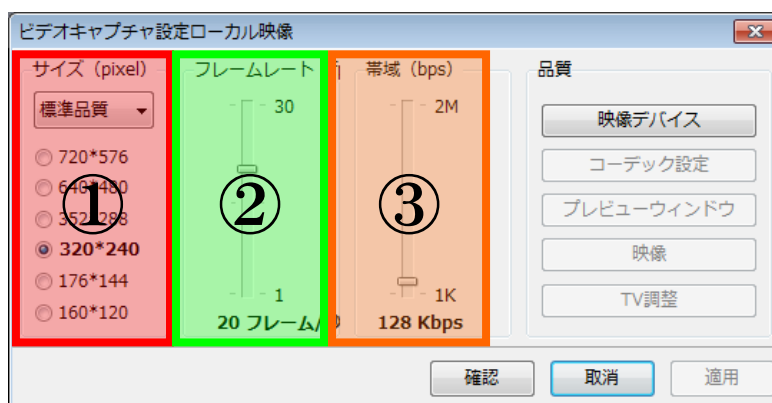 ビデオキャプチャ設定ローカル映像
サイズ (pixel)
標準品質
720*576
640*480
352*288
320*240
176*144
160*120
①
フレームレート
30
1
20 フレーム/
②
帯域 (bps)
2M
1K
128 Kbps
③
品質
映像デバイス
コーデック設定
プレビューウィンドウ
映像
TV調整
確認
取消
適用